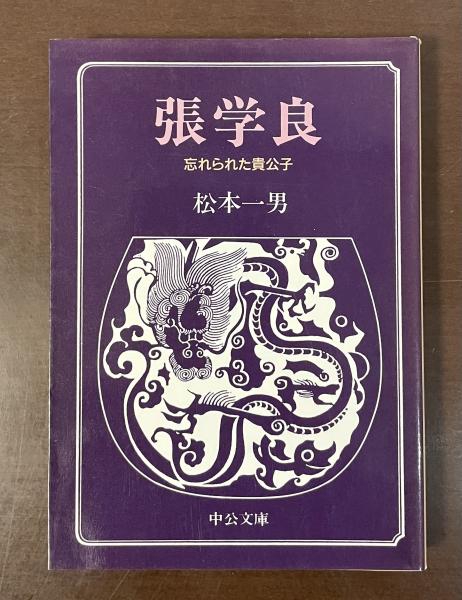 張学良
忘れられた貴公子
松本一男
中公文庫